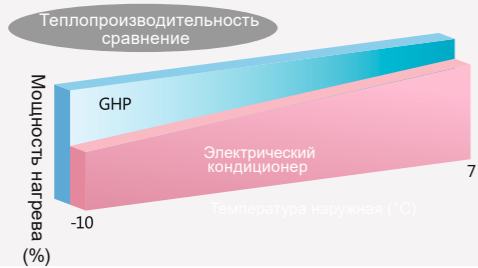 Теплопроизводительность
сравнение
Мощность нагрева
(%)
GHP
Электрический
кондиционер
7
-10
Температура наружная (°C)